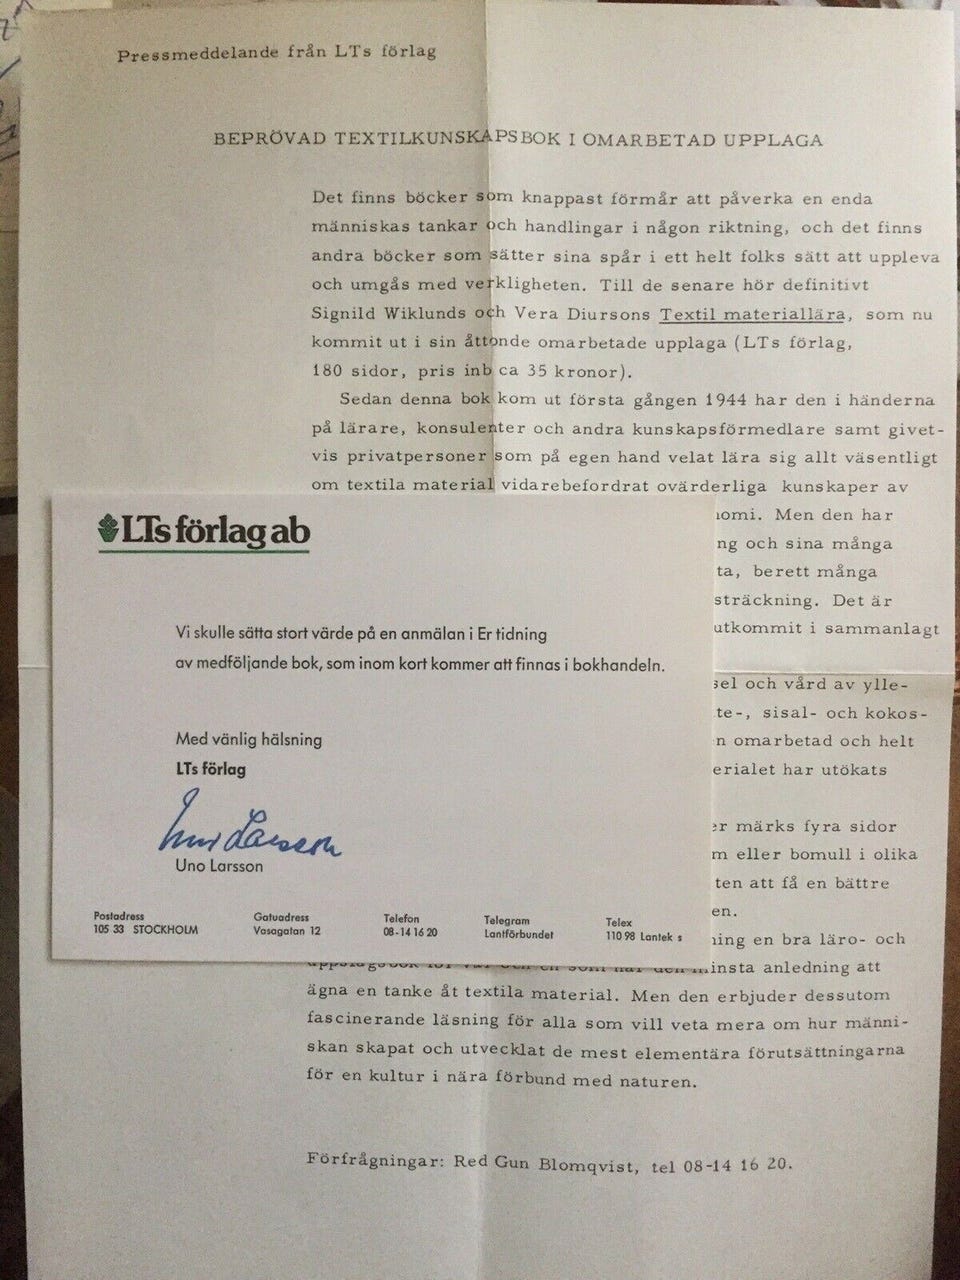 Pressmeddelande från LTs förlag
BEPRÖVAD TEXTILKUNSKAPSBOK I OMARBETAD UPPLAGA
Det finns böcker som knappast förmår att påverka en enda
människas tankar och handlingar i någon riktning, och det finns
andra böcker som sätter sina spår i ett helt folks sätt att uppleva
och umgås med verkligheten. Till de senare hör definitivt
Signild Wiklunds och Vera Diursons Textil materiallära, som nu
kommit ut i sin åttonde omarbetade upplaga (LTs förlag,
180 sidor, pris inb ca 35 kronor).
Sedan denna bok kom ut första gången 1944 har den i händerna
på lärare, konsulenter och andra kunskapsförmedlare samt givet-
vis privatpersoner som på egen hand velat lära sig allt väsentligt
om textila material vidarebefordrat ovärderliga kunskaper av
Men den har
ng och sina många
ta, berett många
sträckning. Det är
utkommit i sammanlagt
sel och vård av ylle-
te-, sisal- och kokos-
n omarbetad och helt
erialet har utökats
er märks fyra sidor
m eller bomull i olika
ten att få en bättre
en.
ning en bra läro- och
minsta anledning att
ägna en tanke åt textila material. Men den erbjuder dessutom
fascinerande läsning för alla som vill veta mera om hur männi-
skan skapat och utvecklat de mest elementära förutsättningarna
för en kultur i nära förbund med naturen.
Förfrågningar: Red Gun Blomqvist, tel 08-14 16 20.
LTs förlag ab
Vi skulle sätta stort värde på en anmälan i Er tidning
av medföljande bok, som inom kort kommer att finnas i bokhandeln.
Med vänlig hälsning
LTs förlag
Uno Larsson
Uno Larsson
Postadress Gatuadress Telefon Telegram Telex
105 33 STOCKHOLM Vasagatan 12 08-14 16 20 Lantförbundet 110 98 Lantek s